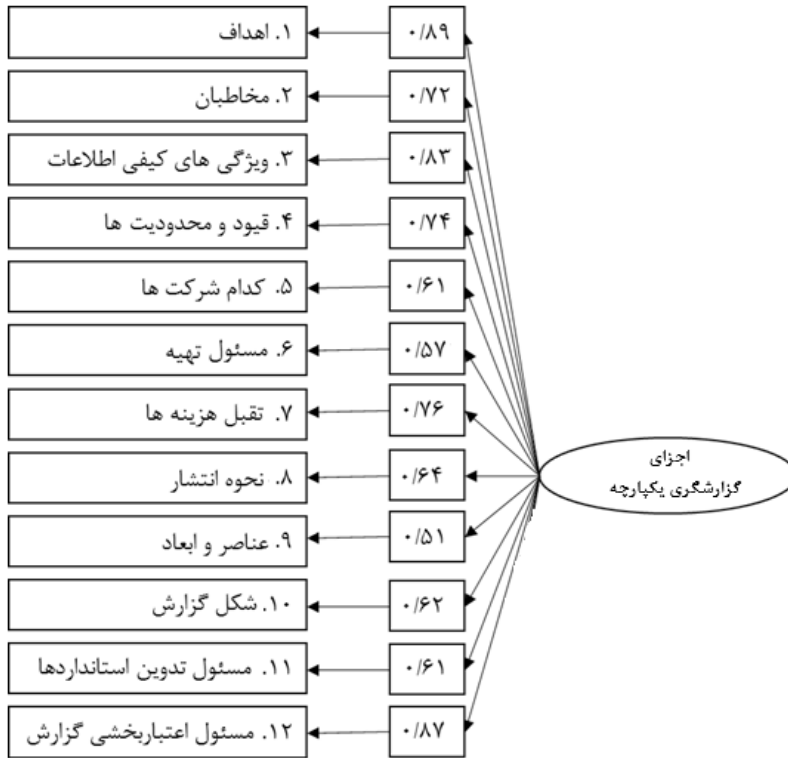 ۱. اهداف
۰/۸۹
۲. مخاطبان
۰/۷۲
۳. ویژگی های کیفی اطلاعات
۰/۸۳
۴. قیود و محدودیت ها
۰/۷۴
۵. کدام شرکت ها
۰/۶۱
۶. مسئول تهیه
۰/۵۷
۷. تقبل هزینه ها
۰/۷۶
۸. نحوه انتشار
۰/۶۴
۹. عناصر و ابعاد
۰/۵۱
۱۰. شکل گزارش
۰/۶۲
۱۱. مسئول تدوین استانداردها
۰/۶۱
۱۲. مسئول اعتباربخشی گزارش
۰/۸۷
اجزای
گزارشگری یکپارچه